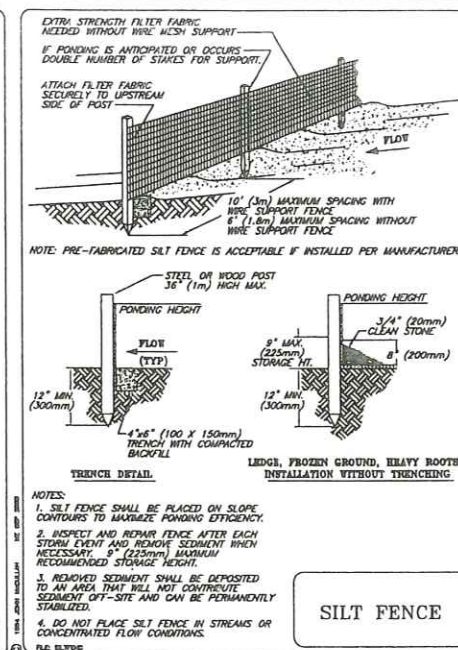 EXTRA STRENGTH FILTER FABRIC
NEEDED WITHOUT WIRE MESH SUPPORT
IF PONDING IS ANTICIPATED OR OCCURS
DOUBLE NUMBER OF STAKES FOR SUPPORT.
ATTACH FILTER FABRIC
SECURELY TO UPSTREAM
SIDE OF POST
FLOW
10' (3m) MAXIMUM SPACING WITH
WIRE SUPPORT FENCE
6' (1.8m) MAXIMUM SPACING WITHOUT
WIRE SUPPORT FENCE
NOTE: PRE-FABRICATED SILT FENCE IS ACCEPTABLE IF INSTALLED PER MANUFACTURER
STEEL OR WOOD POST
36" (1m) HIGH MAX.
PONDING HEIGHT
FLOW
(TYP)
12" MIN.
(300mm)
4"x6" (100 X 150mm)
TRENCH WITH COMPACTED
BACKFILL
TRENCH DETAIL
PONDING HEIGHT
3/4" (20mm)
CLEAN STONE
9" MAX.
(225mm)
STORAGE HT.
8" (200mm)
12" MIN.
(300mm)
LEDGE, FROZEN GROUND, HEAVY ROOTS
INSTALLATION WITHOUT TRENCHING
NOTES:
1. SILT FENCE SHALL BE PLACED ON SLOPE
CONTOURS TO MAXIMIZE PONDING EFFICIENCY.
2. INSPECT AND REPAIR FENCE AFTER EACH
STORM EVENT AND REMOVE SEDIMENT WHEN
NECESSARY. 9" (225mm) MAXIMUM
RECOMMENDED STORAGE HEIGHT.
3. REMOVED SEDIMENT SHALL BE DEPOSITED
TO AN AREA THAT WILL NOT CONTRIBUTE
SEDIMENT OFF-SITE AND CAN BE PERMANENTLY
STABILIZED.
4. DO NOT PLACE SILT FENCE IN STREAMS OR
CONCENTRATED FLOW CONDITIONS.
SILT FENCE
1994 JOHN